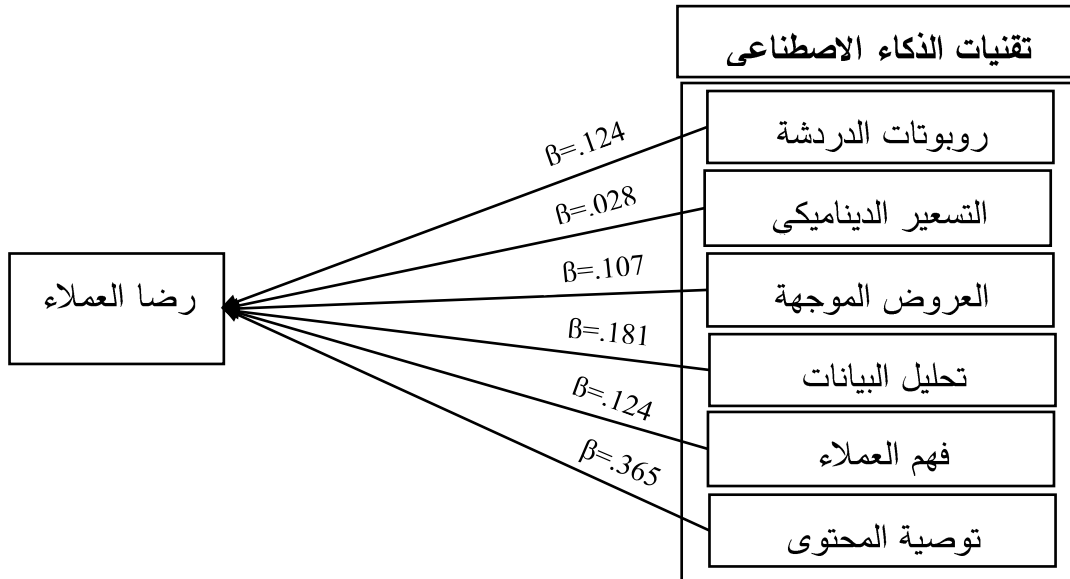 تقنيات الذكاء الاصطناعى
روبوتات الدردشة
β=.124
التسعير الديناميكى
β=.028
العروض الموجهة
β=.107
رضا العملاء
تحليل البيانات
β=.181
فهم العملاء
β=.124
توصية المحتوى
β=.365